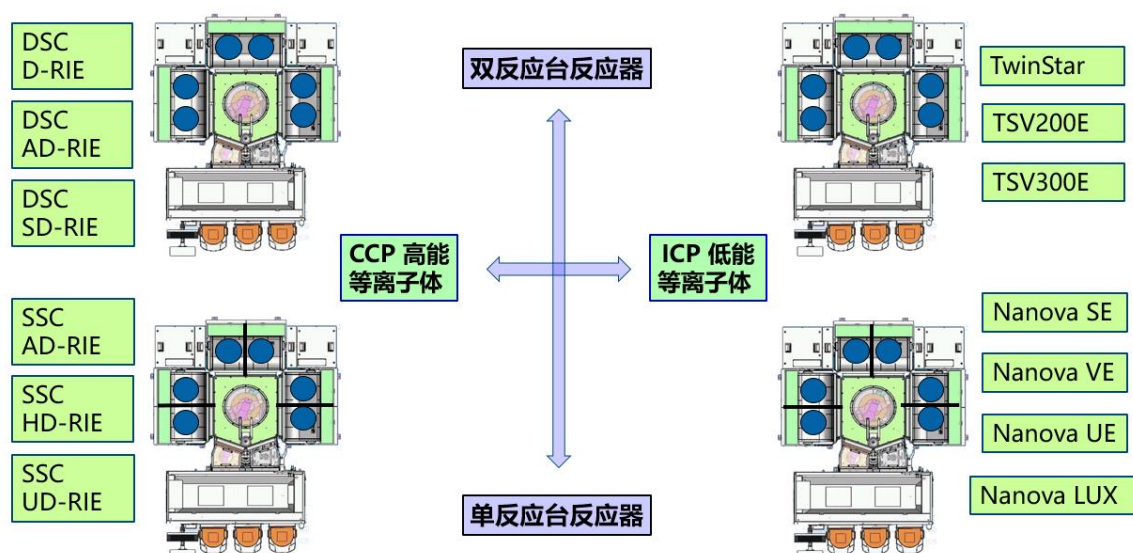 DSC
D-RIE
DSC
AD-RIE
DSC
SD-RIE
双反应台反应器
TwinStar
TSV200E
TSV300E
CCP 高能
等离子体
ICP 低能
等离子体
SSC
AD-RIE
SSC
HD-RIE
SSC
UD-RIE
单反应台反应器
Nanova SE
Nanova VE
Nanova UE
Nanova LUX